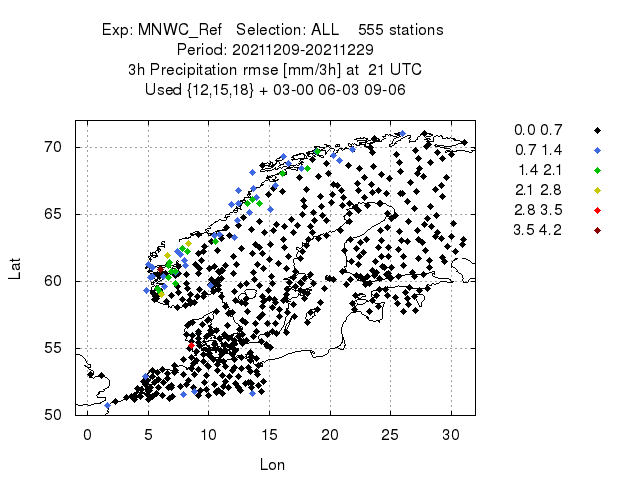 Exp: MNWC_Ref   Selection: ALL    555 stations
Period: 20211209-20211229
3h Precipitation rmse [mm/3h] at  21 UTC
Used {12,15,18} + 03-00 06-03 09-06
0.0 0.7
0.7 1.4
1.4 2.1
2.1 2.8
2.8 3.5
3.5 4.2
70
65
60
55
50
Lat
0 5 10 15 20 25 30
Lon